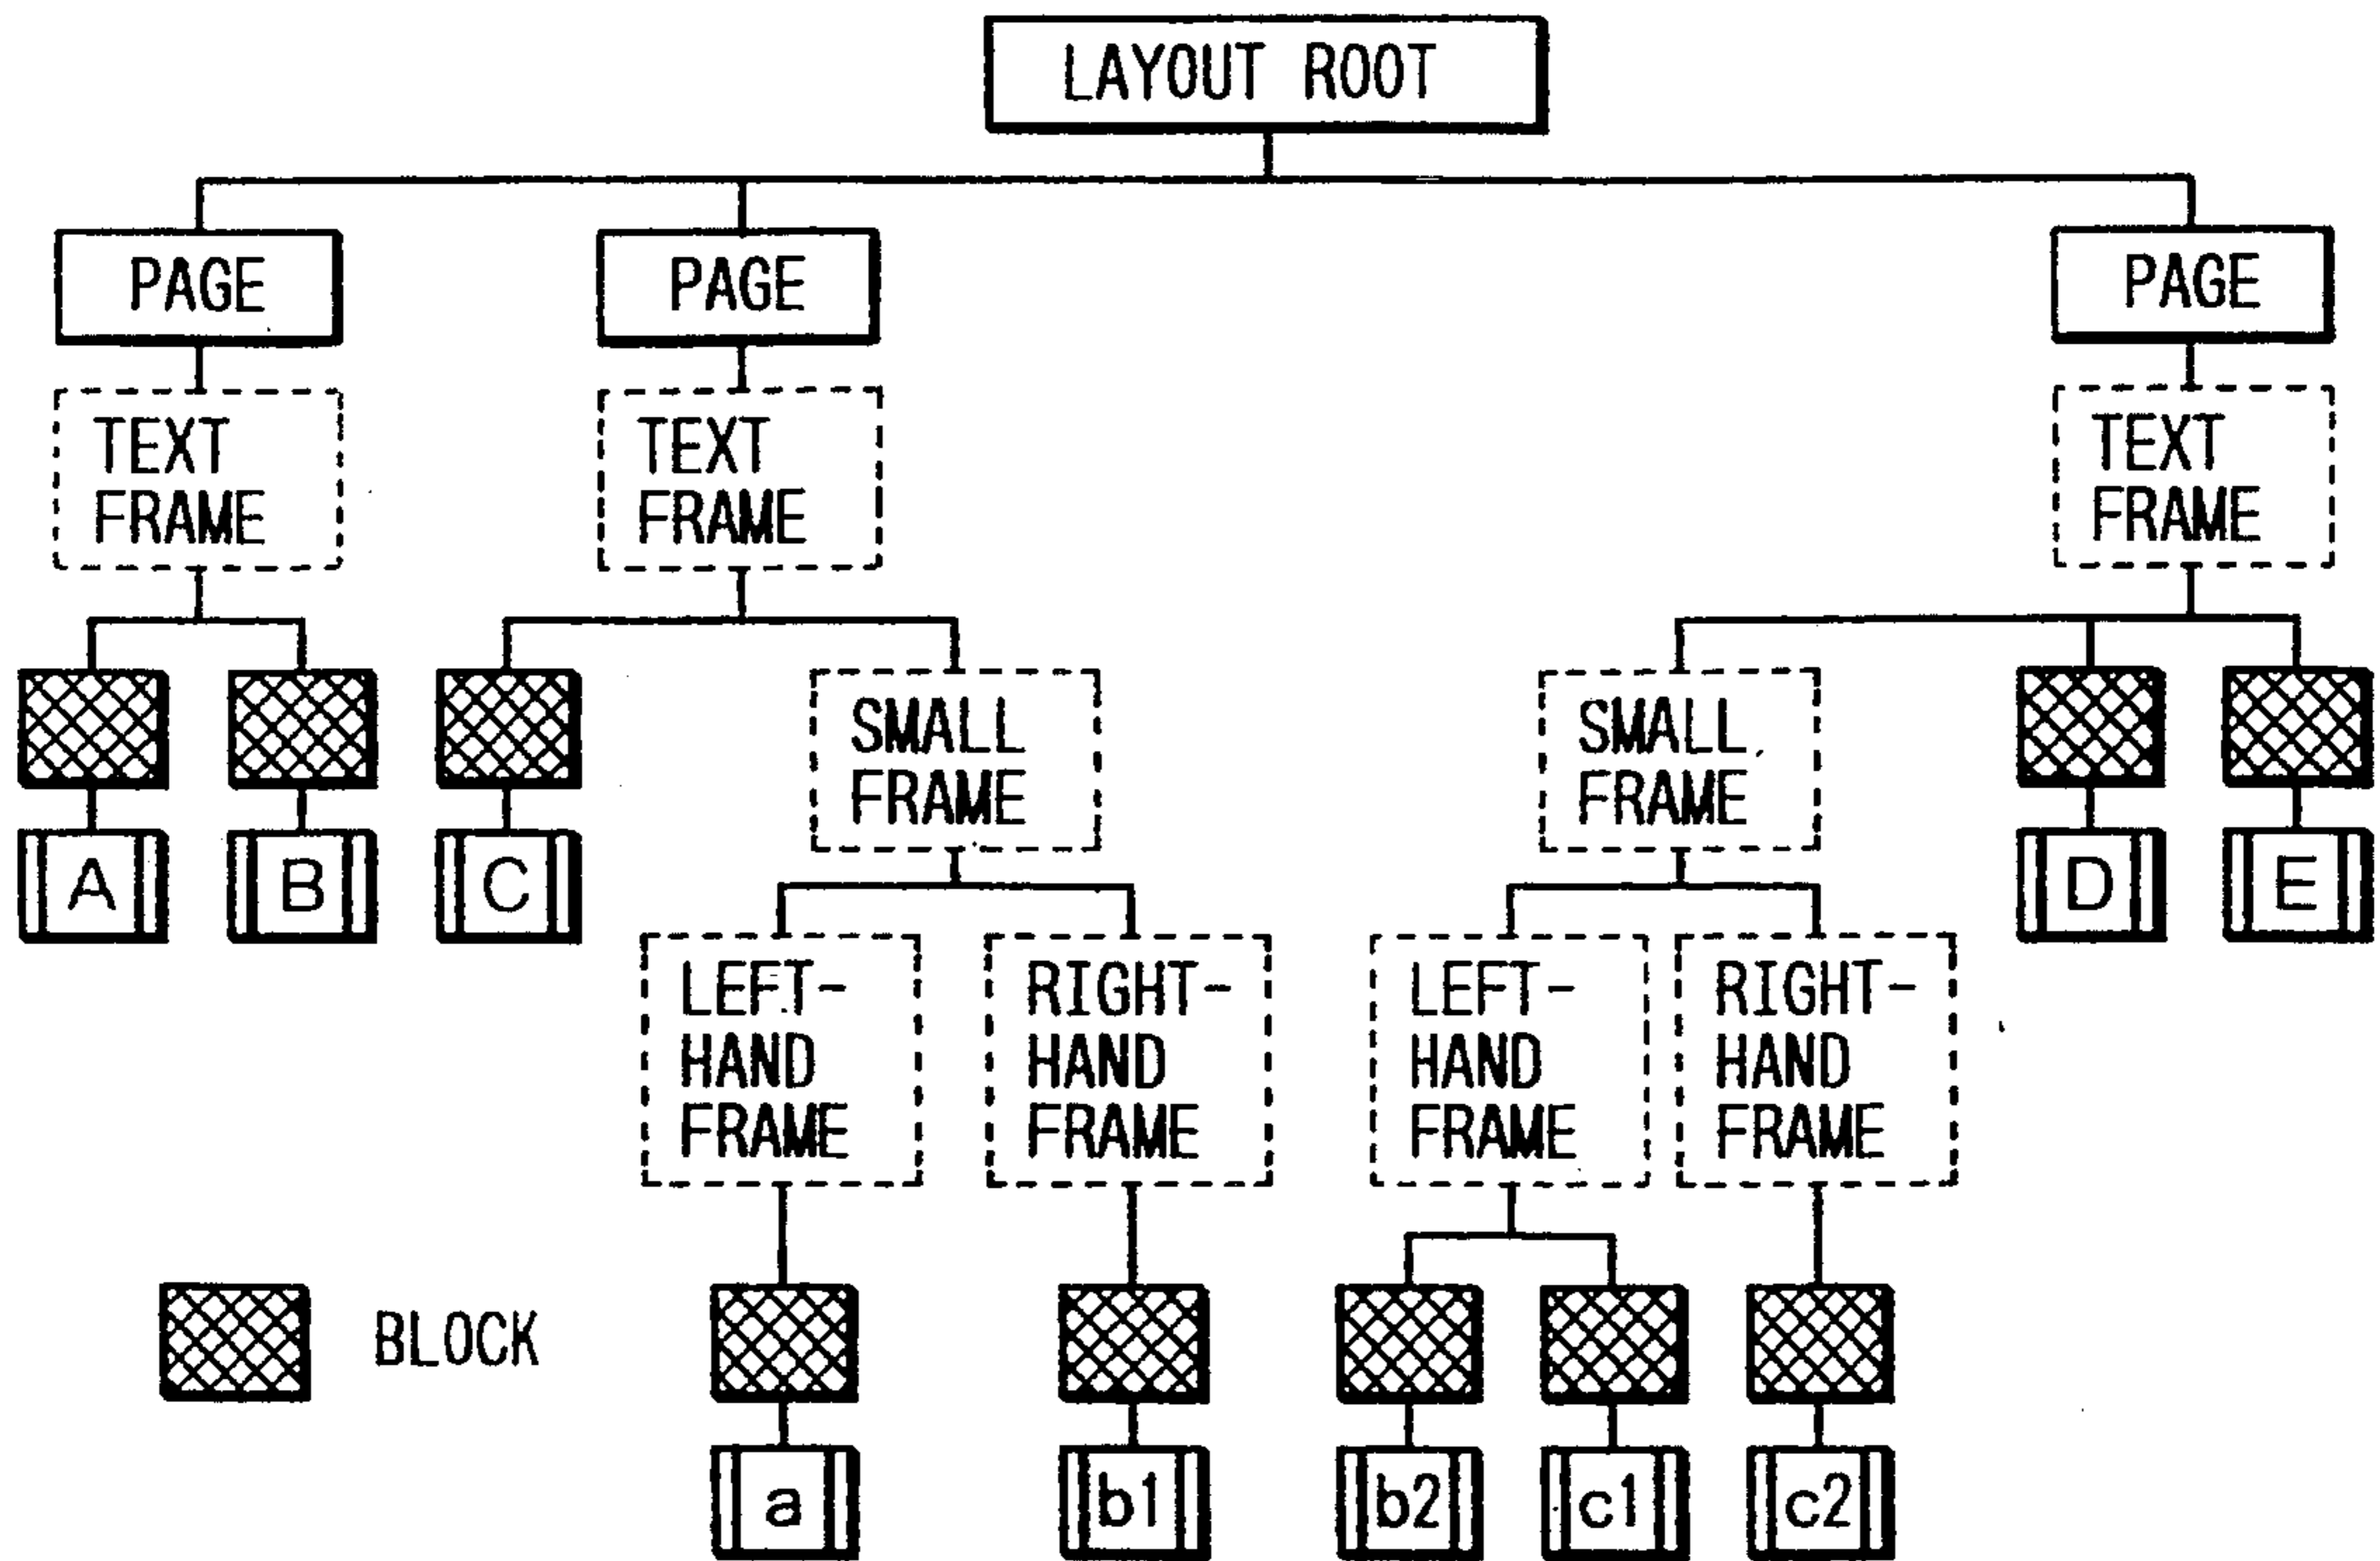 LAYOUT ROOT
PAGE
PAGE
PAGE
TEXT
FRAME
TEXT
FRAME
TEXT
FRAME
SMALL
FRAME
SMALL
FRAME
A
B
C
D
E
LEFT-
HAND
FRAME
RIGHT-
HAND
FRAME
LEFT-
HAND
FRAME
RIGHT-
HAND
FRAME
BLOCK
a
b1
b2
c1
c2